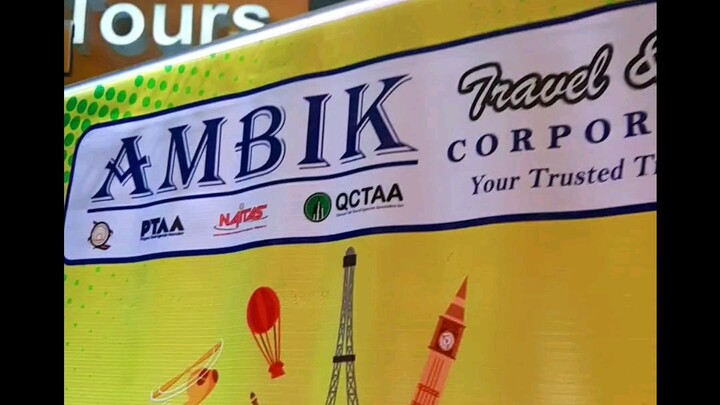 Tours
AMBIK
Travel &
CORPOR
Your Trusted T
PTAA
NAITAS
QCTAA